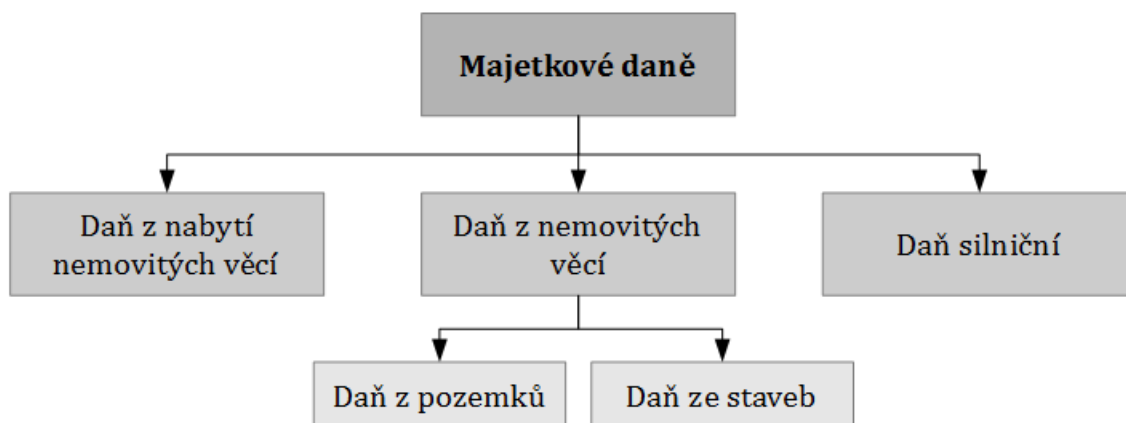 Majetkové daně
Daň z nabytí
nemovitých věcí
Daň z nemovitých
věcí
Daň silniční
Daň z pozemků
Daň ze staveb